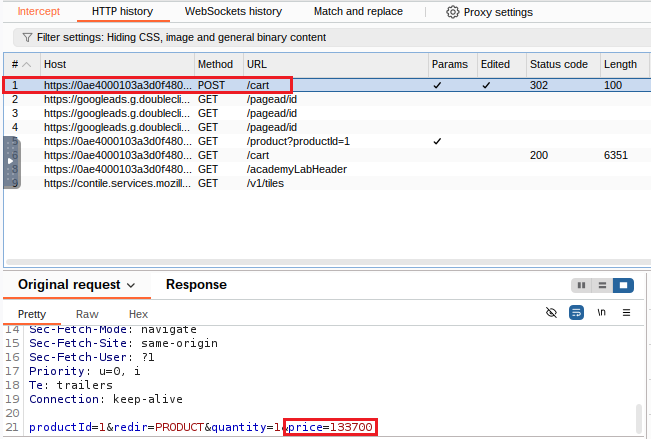 Intercept HTTP history WebSockets history Match and replace Proxy settings
Filter settings: Hiding CSS, image and general binary content
# Host Method URL Params Edited Status code Length
1 https://0ae4000103a3d0f480... POST /cart ✓ ✓ 302 100
2 https://googleads.g.doublecli... GET /pagead/id
3 https://googleads.g.doublecli... GET /pagead/id
4 https://googleads.g.doublecli... GET /pagead/id
https://0ae4000103a3d0f480... GET /product?productId=1 ✓
https://0ae4000103a3d0f480... GET /cart 200 6351
https://0ae4000103a3d0f480... GET /academyLabHeader
https://contile.services.mozill... GET /v1/tiles
Original request Response
Pretty Raw Hex \n
14 Sec-Fetch-Mode: navigate
15 Sec-Fetch-Site: same-origin
16 Sec-Fetch-User: ?1
17 Priority: u=0, i
18 Te: trailers
19 Connection: keep-alive
20
21 productId=1&redir=PRODUCT&quantity=1&price=133700